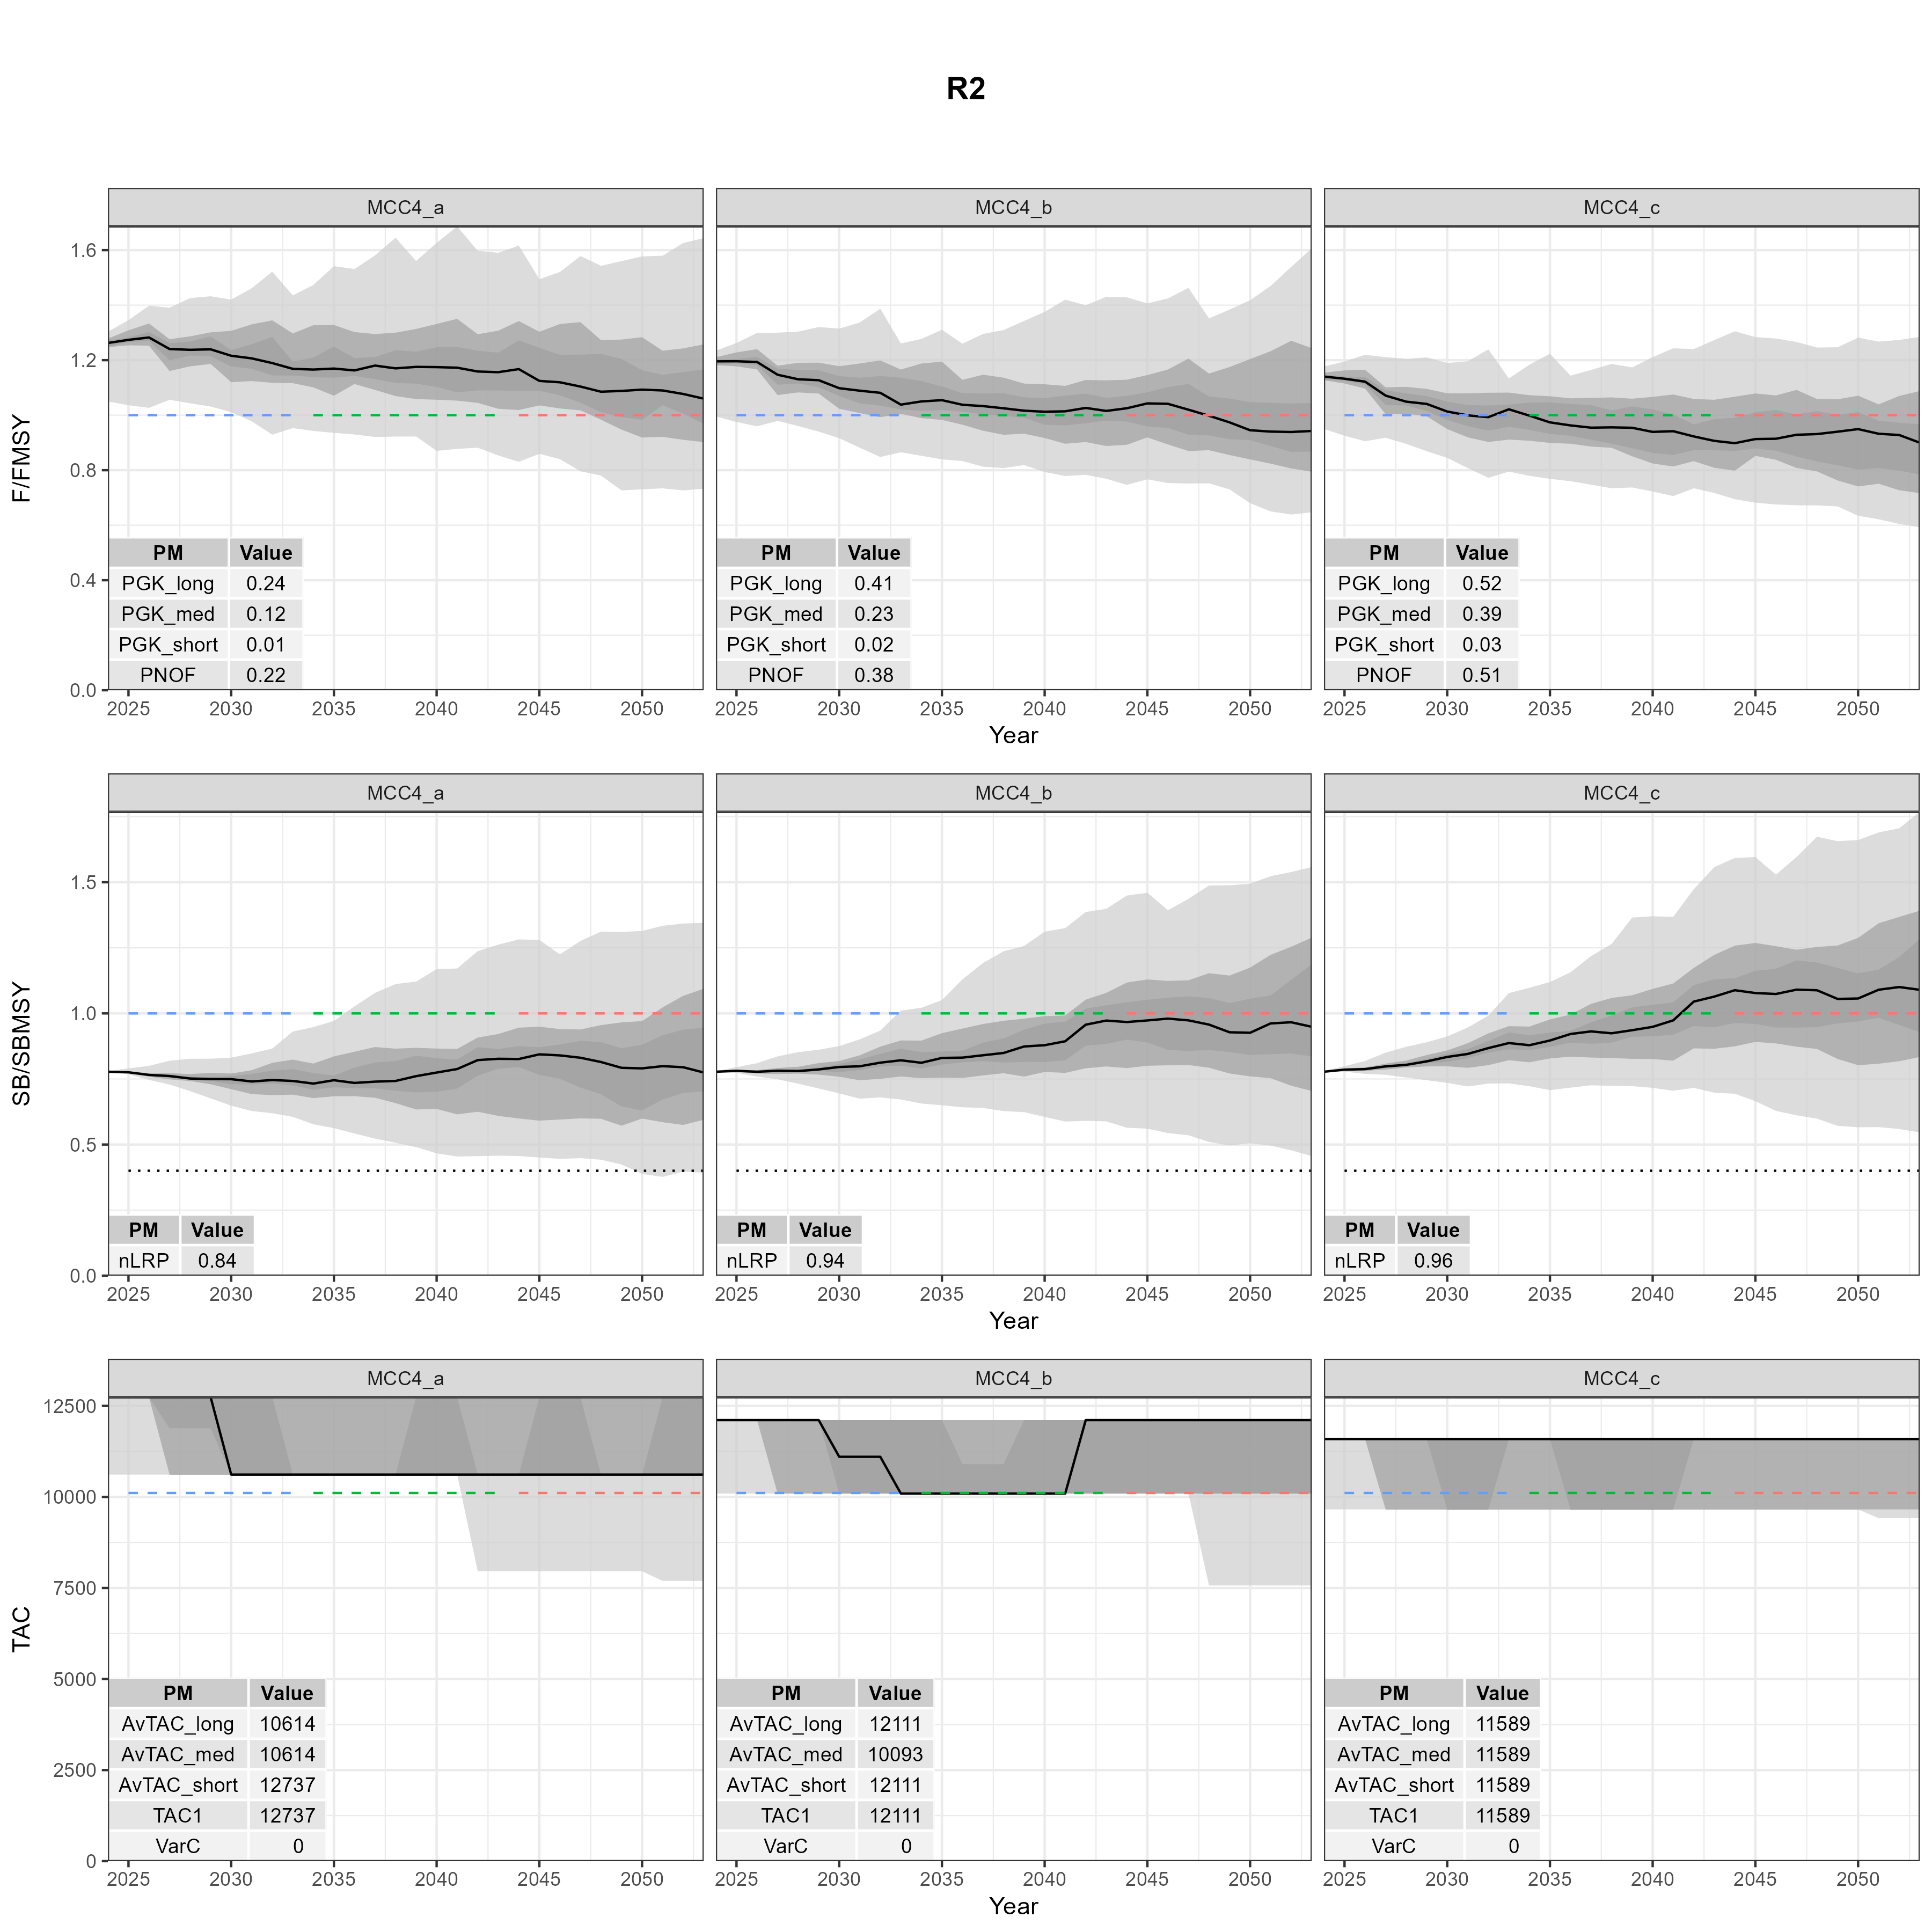 R2
MCC4_a MCC4_b MCC4_c
F/FMSY
1.6
1.2
0.8
0.4
0.0
PM Value PM Value PM Value
PGK_long 0.24 PGK_long 0.41 PGK_long 0.52
PGK_med 0.12 PGK_med 0.23 PGK_med 0.39
PGK_short 0.01 PGK_short 0.02 PGK_short 0.03
PNOF 0.22 PNOF 0.38 PNOF 0.51
2025 2030 2035 2040 2045 2050 2025 2030 2035 2040 2045 2050 2025 2030 2035 2040 2045 2050
Year
MCC4_a MCC4_b MCC4_c
SB/SBMSY
1.5
1.0
0.5
0.0
PM Value PM Value PM Value
nLRP 0.84 nLRP 0.94 nLRP 0.96
2025 2030 2035 2040 2045 2050 2025 2030 2035 2040 2045 2050 2025 2030 2035 2040 2045 2050
Year
MCC4_a MCC4_b MCC4_c
TAC
12500
10000
7500
5000
2500
0
PM Value PM Value PM Value
AvTAC_long 10614 AvTAC_long 12111 AvTAC_long 11589
AvTAC_med 10614 AvTAC_med 10093 AvTAC_med 11589
AvTAC_short 12737 AvTAC_short 12111 AvTAC_short 11589
TAC1 12737 TAC1 12111 TAC1 11589
VarC 0 VarC 0 VarC 0
2025 2030 2035 2040 2045 2050 2025 2030 2035 2040 2045 2050 2025 2030 2035 2040 2045 2050
Year